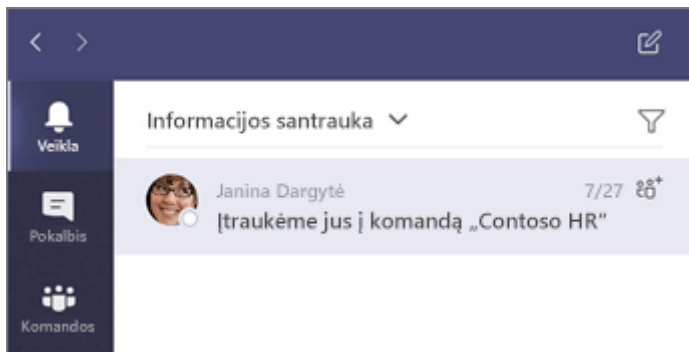 Veikla
Informacijos santrauka
Janina Dargytė 7/27
Įtraukėme jus į komandą „Contoso HR“
Pokalbis
Komandos